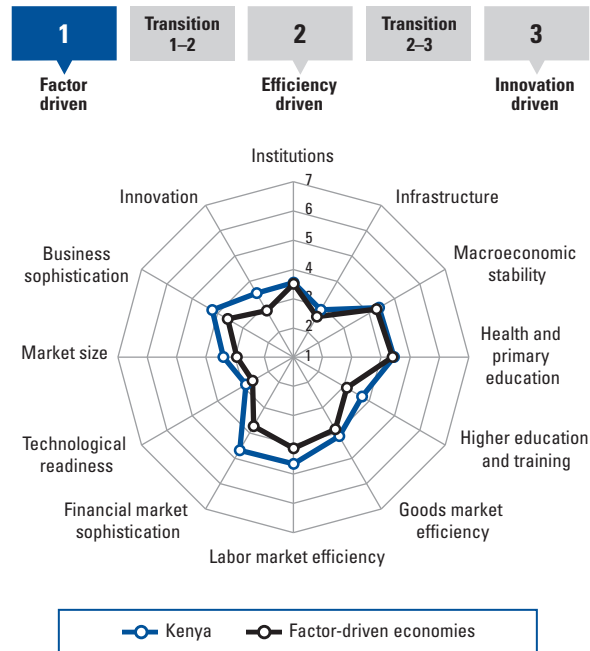 1
Transition
1–2
2
Transition
2–3
3
Factor
driven
Efficiency
driven
Innovation
driven
Institutions
Innovation
7
Infrastructure
6
5
Business
sophistication
Macroeconomic
stability
4
3
2
Market size
1
Health and
primary
education
Technological
readiness
Higher education
and training
Financial market
sophistication
Goods market
efficiency
Labor market efficiency
Kenya
Factor-driven economies